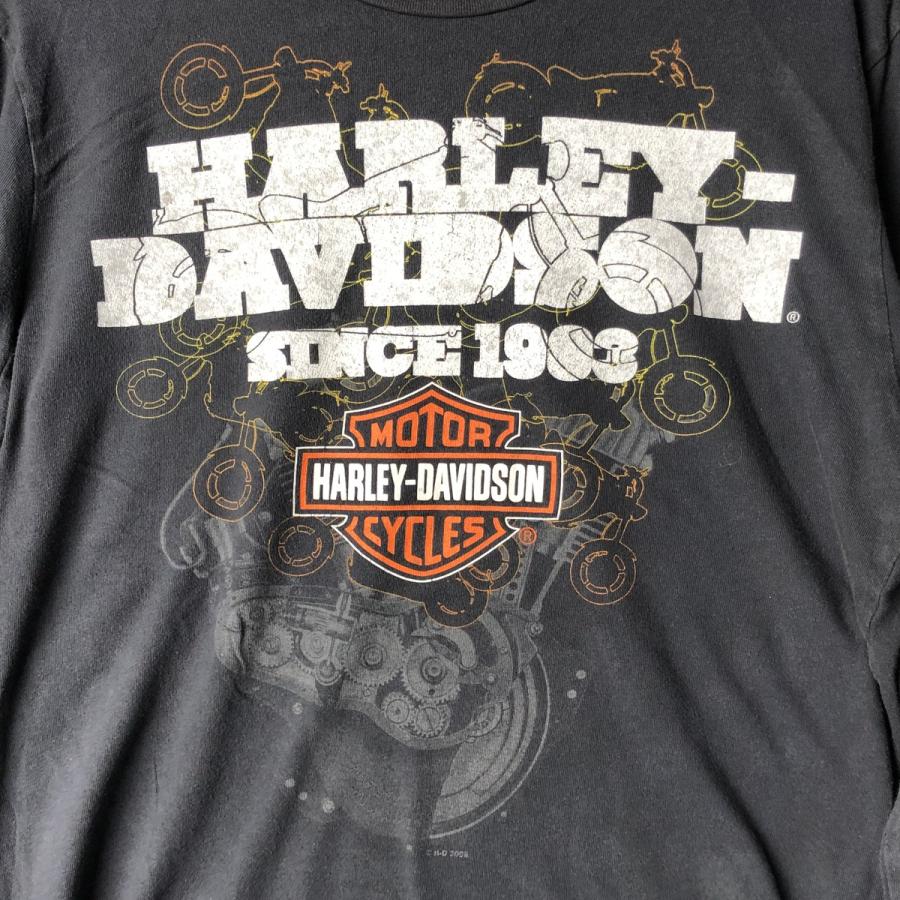 HARLEY-
DAVIDSON®
SINCE 1903
MOTOR
HARLEY-DAVIDSON
CYCLES®
H-D